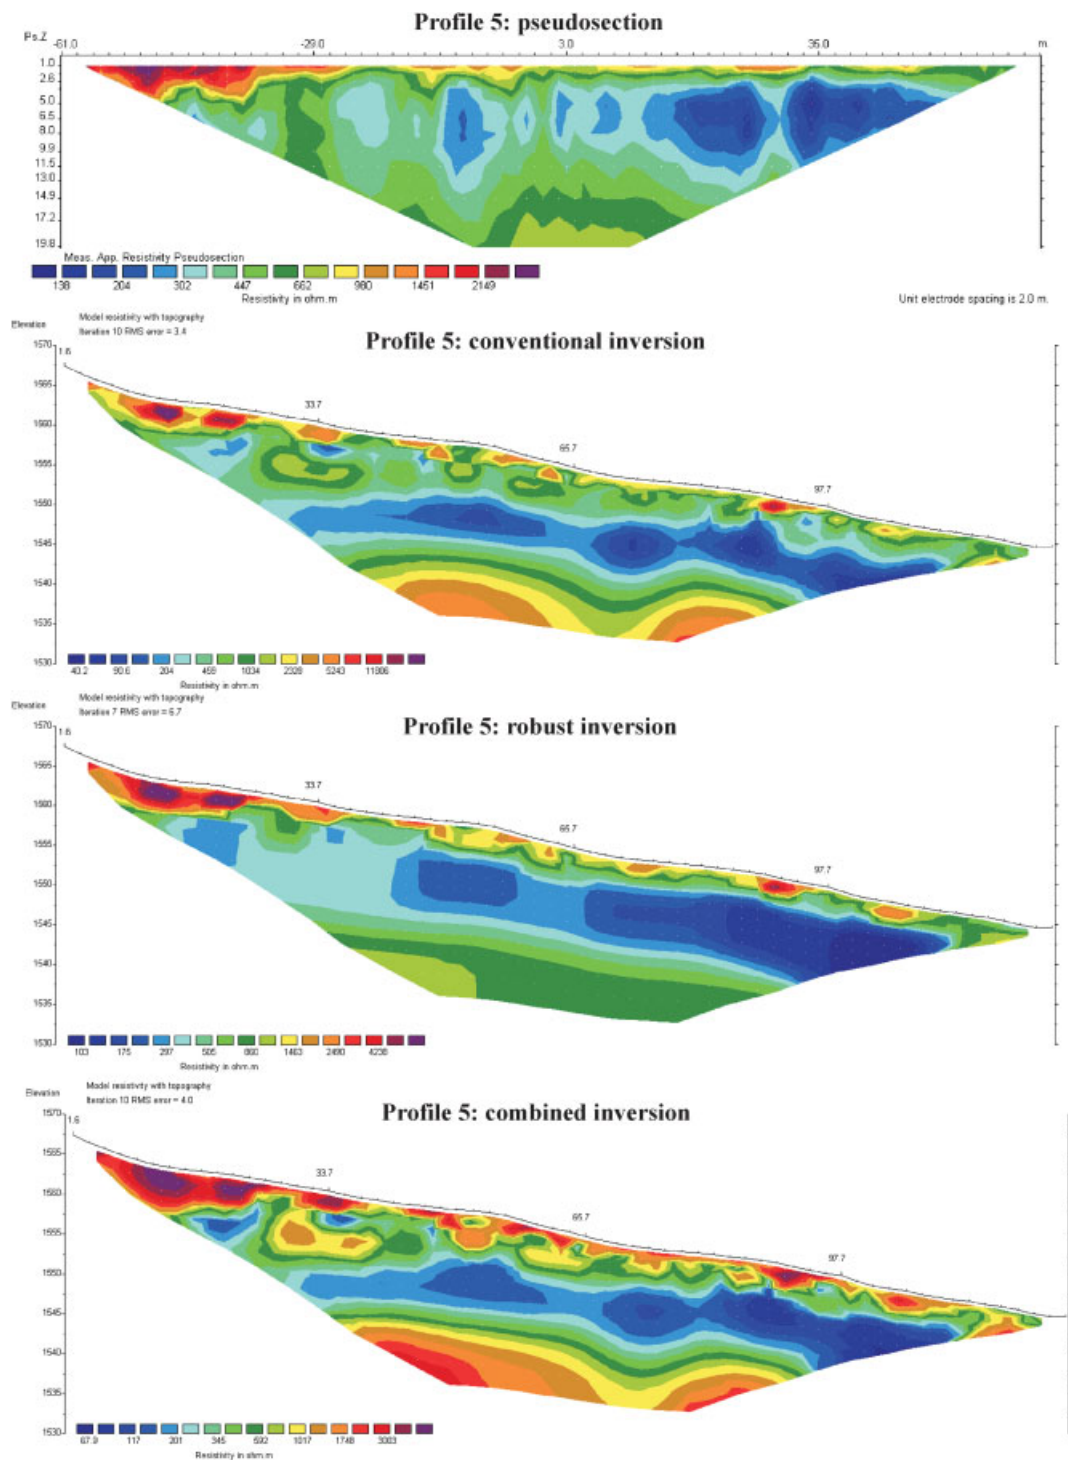 Profile 5: pseudosection
Ps.Z -61.0 -29.0 3.0 35.0 m.
1.0
2.6
5.0
6.5
8.0
9.9
11.5
13.0
14.9
17.2
19.8
Meas. App. Resistivity Pseudosection
138 204 302 447 662 980 1451 2149
Resistivity in ohm.m
Unit electrode spacing is 2.0 m.
Model resistivity with topography
Elevation
Iteration 10 RMS error = 3.4
Profile 5: conventional inversion
1570
1.6
1565
33.7
1560
65.7
1555
97.7
1550
1545
1540
1535
1530
40.2 90.6 204 459 1034 2328 5243 11806
Resistivity in ohm.m
Model resistivity with topography
Elevation
Iteration 7 RMS error = 6.7
Profile 5: robust inversion
1570
1.6
1565
33.7
1560
65.7
1555
97.7
1550
1545
1540
1535
1530
103 175 297 505 860 1463 2490 4238
Resistivity in ohm.m
Model resistivity with topography
Elevation
Iteration 10 RMS error = 4.0
Profile 5: combined inversion
1570
1.6
1565
33.7
1560
65.7
1555
97.7
1550
1545
1540
1535
1530
67.9 117 201 345 592 1017 1748 3003
Resistivity in ohm.m